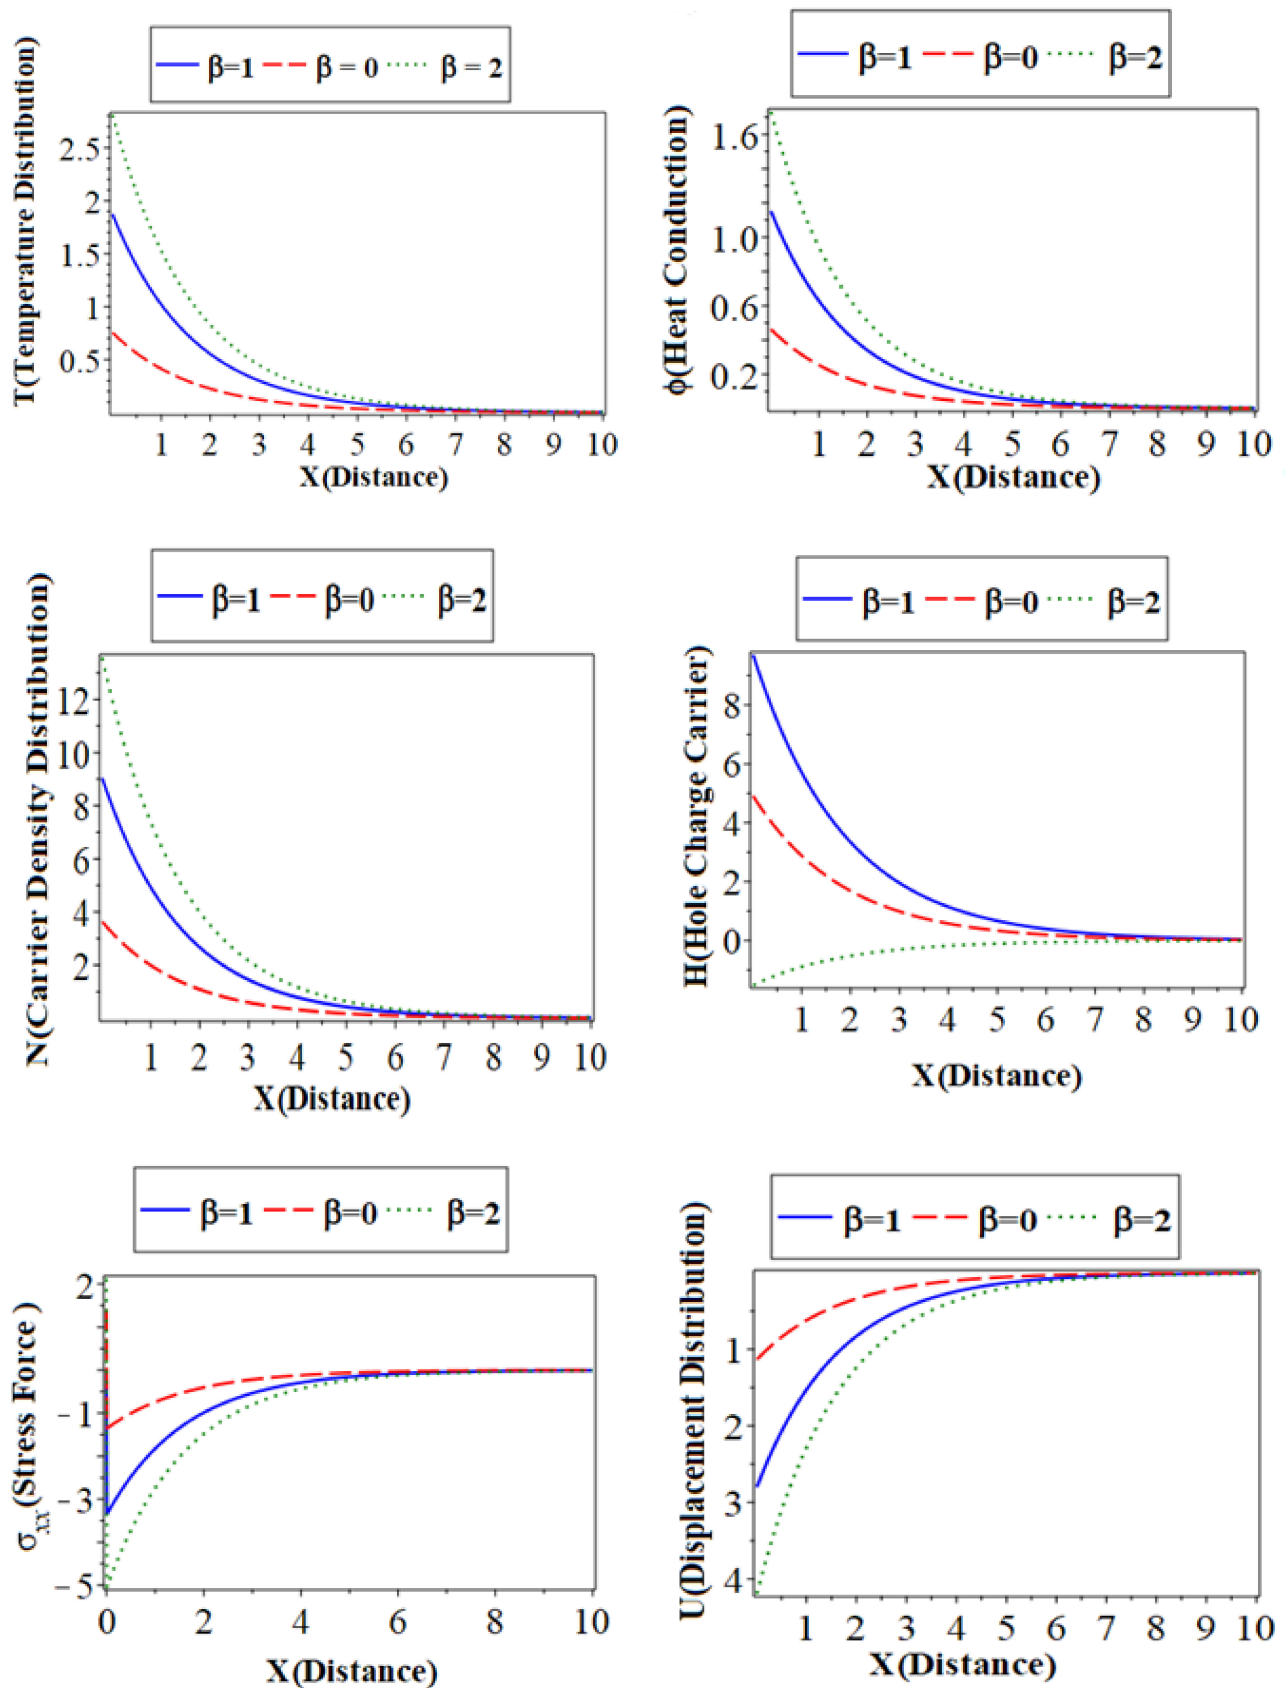 β=1 β = 0 β = 2
T(Temperature Distribution)
2.5
2
1.5
1
0.5
1 2 3 4 5 6 7 8 9 10
X(Distance)
β=1 β=0 β=2
ϕ(Heat Conduction)
1.6
1.0
0.6
0.2
1 2 3 4 5 6 7 8 9 10
X(Distance)
β=1 β=0 β=2
N(Carrier Density Distribution)
12
10
8
6
4
2
1 2 3 4 5 6 7 8 9 10
X(Distance)
β=1 β=0 β=2
H(Hole Charge Carrier)
8
6
4
2
0
1 2 3 4 5 6 7 8 9 10
X(Distance)
β=1 β=0 β=2
σxx(Stress Force )
2
−1
−3
−5
0 2 4 6 8 10
X(Distance)
β=1 β=0 β=2
U(Displacement Distribution)
1
2
3
4
1 2 3 4 5 6 7 8 9 10
X(Distance)